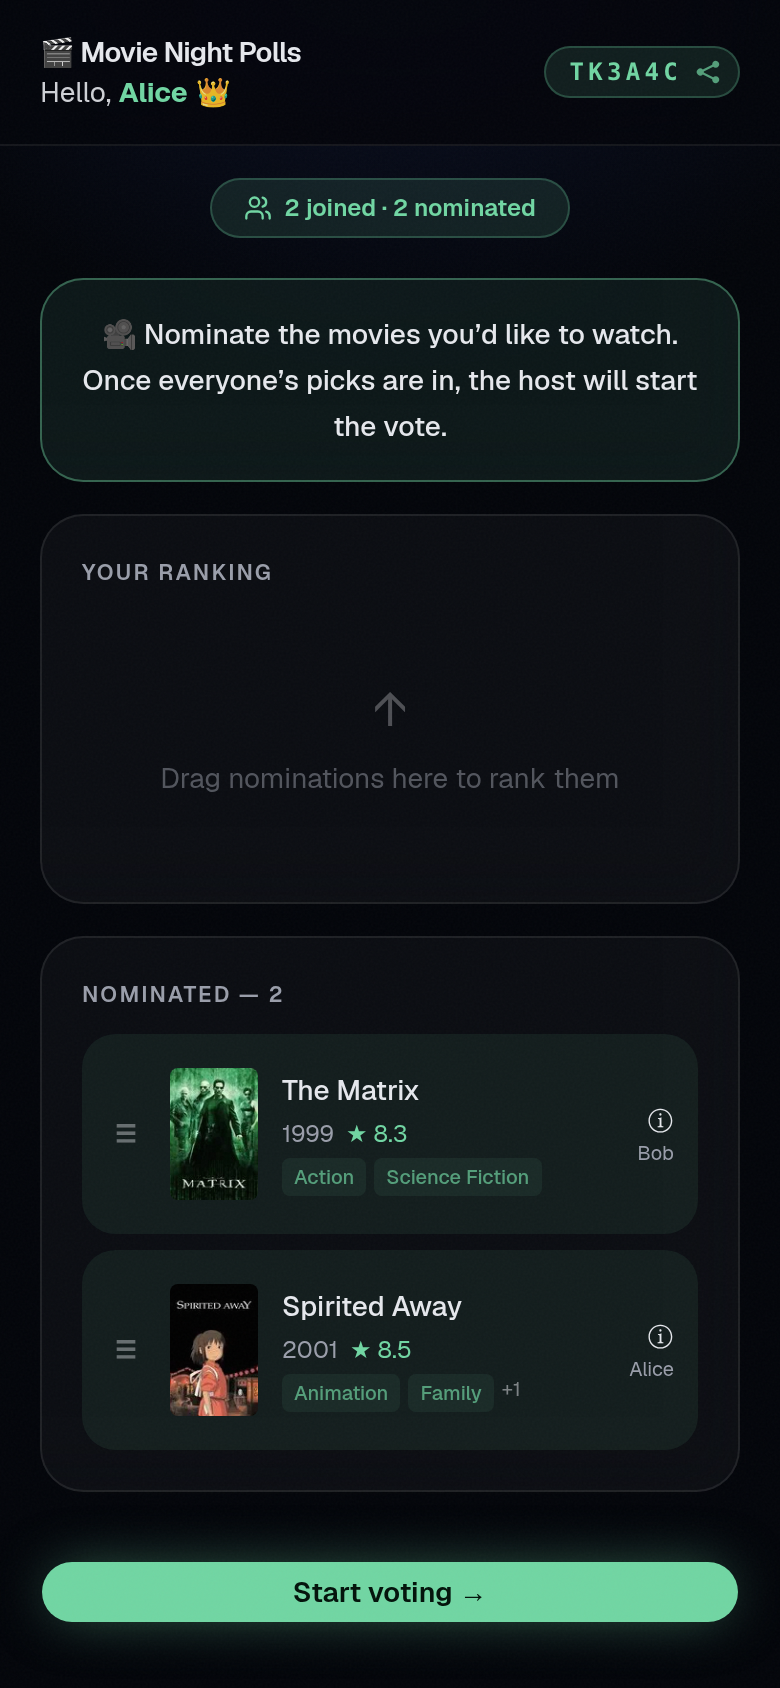 🎬 Movie Night Polls
Hello, Alice 👑
TK3A4C
2 joined · 2 nominated
🎥 Nominate the movies you’d like to watch.
Once everyone’s picks are in, the host will start
the vote.
YOUR RANKING
↑
Drag nominations here to rank them
NOMINATED — 2
MATRIX
The Matrix
1999 ★ 8.3
Action Science Fiction
ⓘ
Bob
SPIRITED AWAY
Spirited Away
2001 ★ 8.5
Animation Family +1
ⓘ
Alice
Start voting →